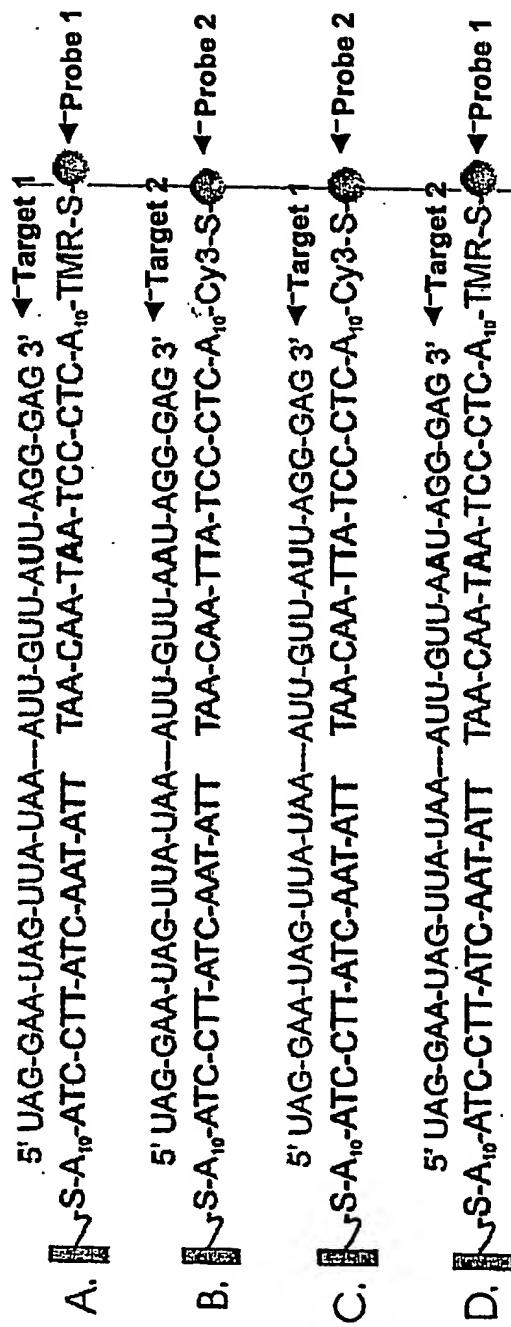 5' UAG-GAA-UAG-UUA-UAA—AUU-GUU-AUU-AGG-GAG 3' Target 1
A. S-A10-ATC-CTT-ATC-AAT-ATT TAA-CAA-TAA-TCC-CTC-A10-TMR-S- Probe 1
5' UAG-GAA-UAG-UUA-UAA—AUU-GUU-AAU-AGG-GAG 3' Target 2
B. S-A10-ATC-CTT-ATC-AAT-ATT TAA-CAA-TTA-TCC-CTC-A10-Cy3-S- Probe 2
5' UAG-GAA-UAG-UUA-UAA---AUU-GUU-AUU-AGG-GAG 3' Target 1
C. S-A10-ATC-CTT-ATC-AAT-ATT TAA-CAA-TTA-TCC-CTC-A10-Cy3-S- Probe 2
5' UAG-GAA-UAG-UUA-UAA---AUU-GUU-AAU-AGG-GAG 3' Target 2
D. S-A10-ATC-CTT-ATC-AAT-ATT TAA-CAA-TAA-TCC-CTC-A10-TMR-S- Probe 1